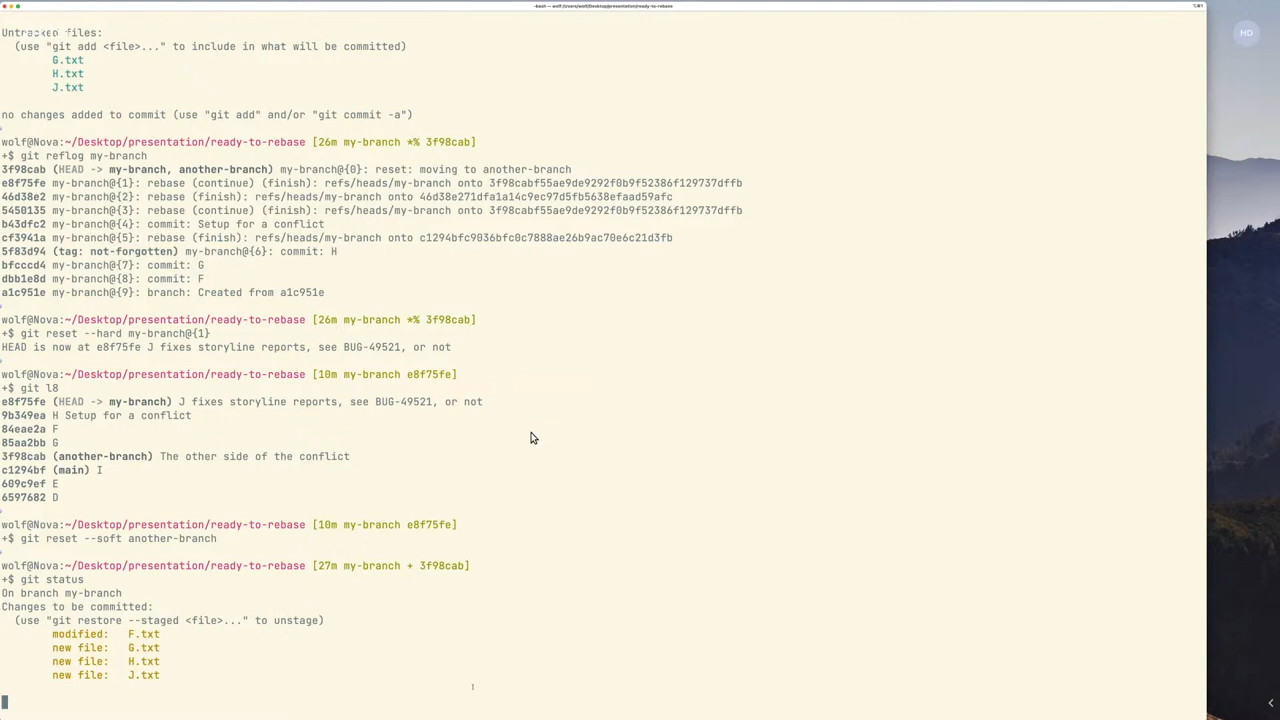 -bash — wolf:/Users/wolf/Desktop/presentation/ready-to-rebase
⌥⌘1
HD
Untracked files:
  (use "git add <file>..." to include in what will be committed)
        G.txt
        H.txt
        J.txt
no changes added to commit (use "git add" and/or "git commit -a")
wolf@Nova:~/Desktop/presentation/ready-to-rebase [26m my-branch *% 3f98cab]
+$ git reflog my-branch
3f98cab (HEAD -> my-branch, another-branch) my-branch@{0}: reset: moving to another-branch
e8f75fe my-branch@{1}: rebase (continue) (finish): refs/heads/my-branch onto 3f98cabf55ae9de9292f0b9f52386f129737dffb
46d38e2 my-branch@{2}: rebase (finish): refs/heads/my-branch onto 46d38e271dfa1a14c9ec97d5fb5638efaad59afc
5450135 my-branch@{3}: rebase (continue) (finish): refs/heads/my-branch onto 3f98cabf55ae9de9292f0b9f52386f129737dffb
b43dfc2 my-branch@{4}: commit: Setup for a conflict
cf3941a my-branch@{5}: rebase (finish): refs/heads/my-branch onto c1294bfc9036bfc0c7888ae26b9ac70e6c21d3fb
5f83d94 (tag: not-forgotten) my-branch@{6}: commit: H
bfcccd4 my-branch@{7}: commit: G
dbb1e8d my-branch@{8}: commit: F
a1c951e my-branch@{9}: branch: Created from a1c951e
wolf@Nova:~/Desktop/presentation/ready-to-rebase [26m my-branch *% 3f98cab]
+$ git reset --hard my-branch@{1}
HEAD is now at e8f75fe J fixes storyline reports, see BUG-49521, or not
wolf@Nova:~/Desktop/presentation/ready-to-rebase [10m my-branch e8f75fe]
+$ git l8
e8f75fe (HEAD -> my-branch) J fixes storyline reports, see BUG-49521, or not
9b349ea H Setup for a conflict
84eae2a F
85aa2bb G
3f98cab (another-branch) The other side of the conflict
c1294bf (main) I
609c9ef E
6597682 D
wolf@Nova:~/Desktop/presentation/ready-to-rebase [10m my-branch e8f75fe]
+$ git reset --soft another-branch
wolf@Nova:~/Desktop/presentation/ready-to-rebase [27m my-branch + 3f98cab]
+$ git status
On branch my-branch
Changes to be committed:
  (use "git restore --staged <file>..." to unstage)
        modified:   F.txt
        new file:   G.txt
        new file:   H.txt
        new file:   J.txt